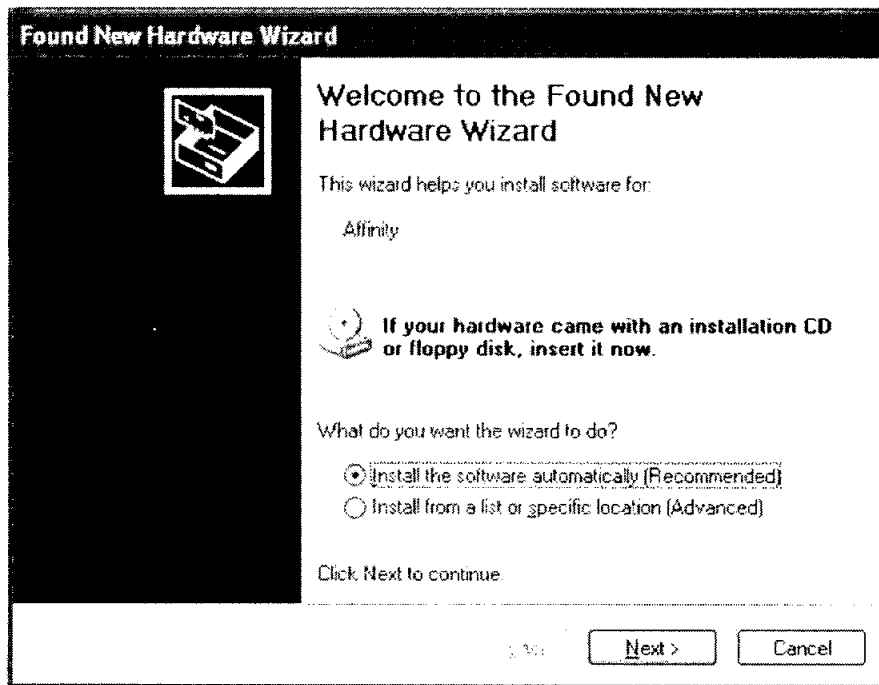 Found New Hardware Wizard
Welcome to the Found New
Hardware Wizard
This wizard helps you install software for:
Affinity
If your hardware came with an installation CD
or floppy disk, insert it now.
What do you want the wizard to do?
Install the software automatically (Recommended)
Install from a list or specific location (Advanced)
Click Next to continue.
Next >
Cancel